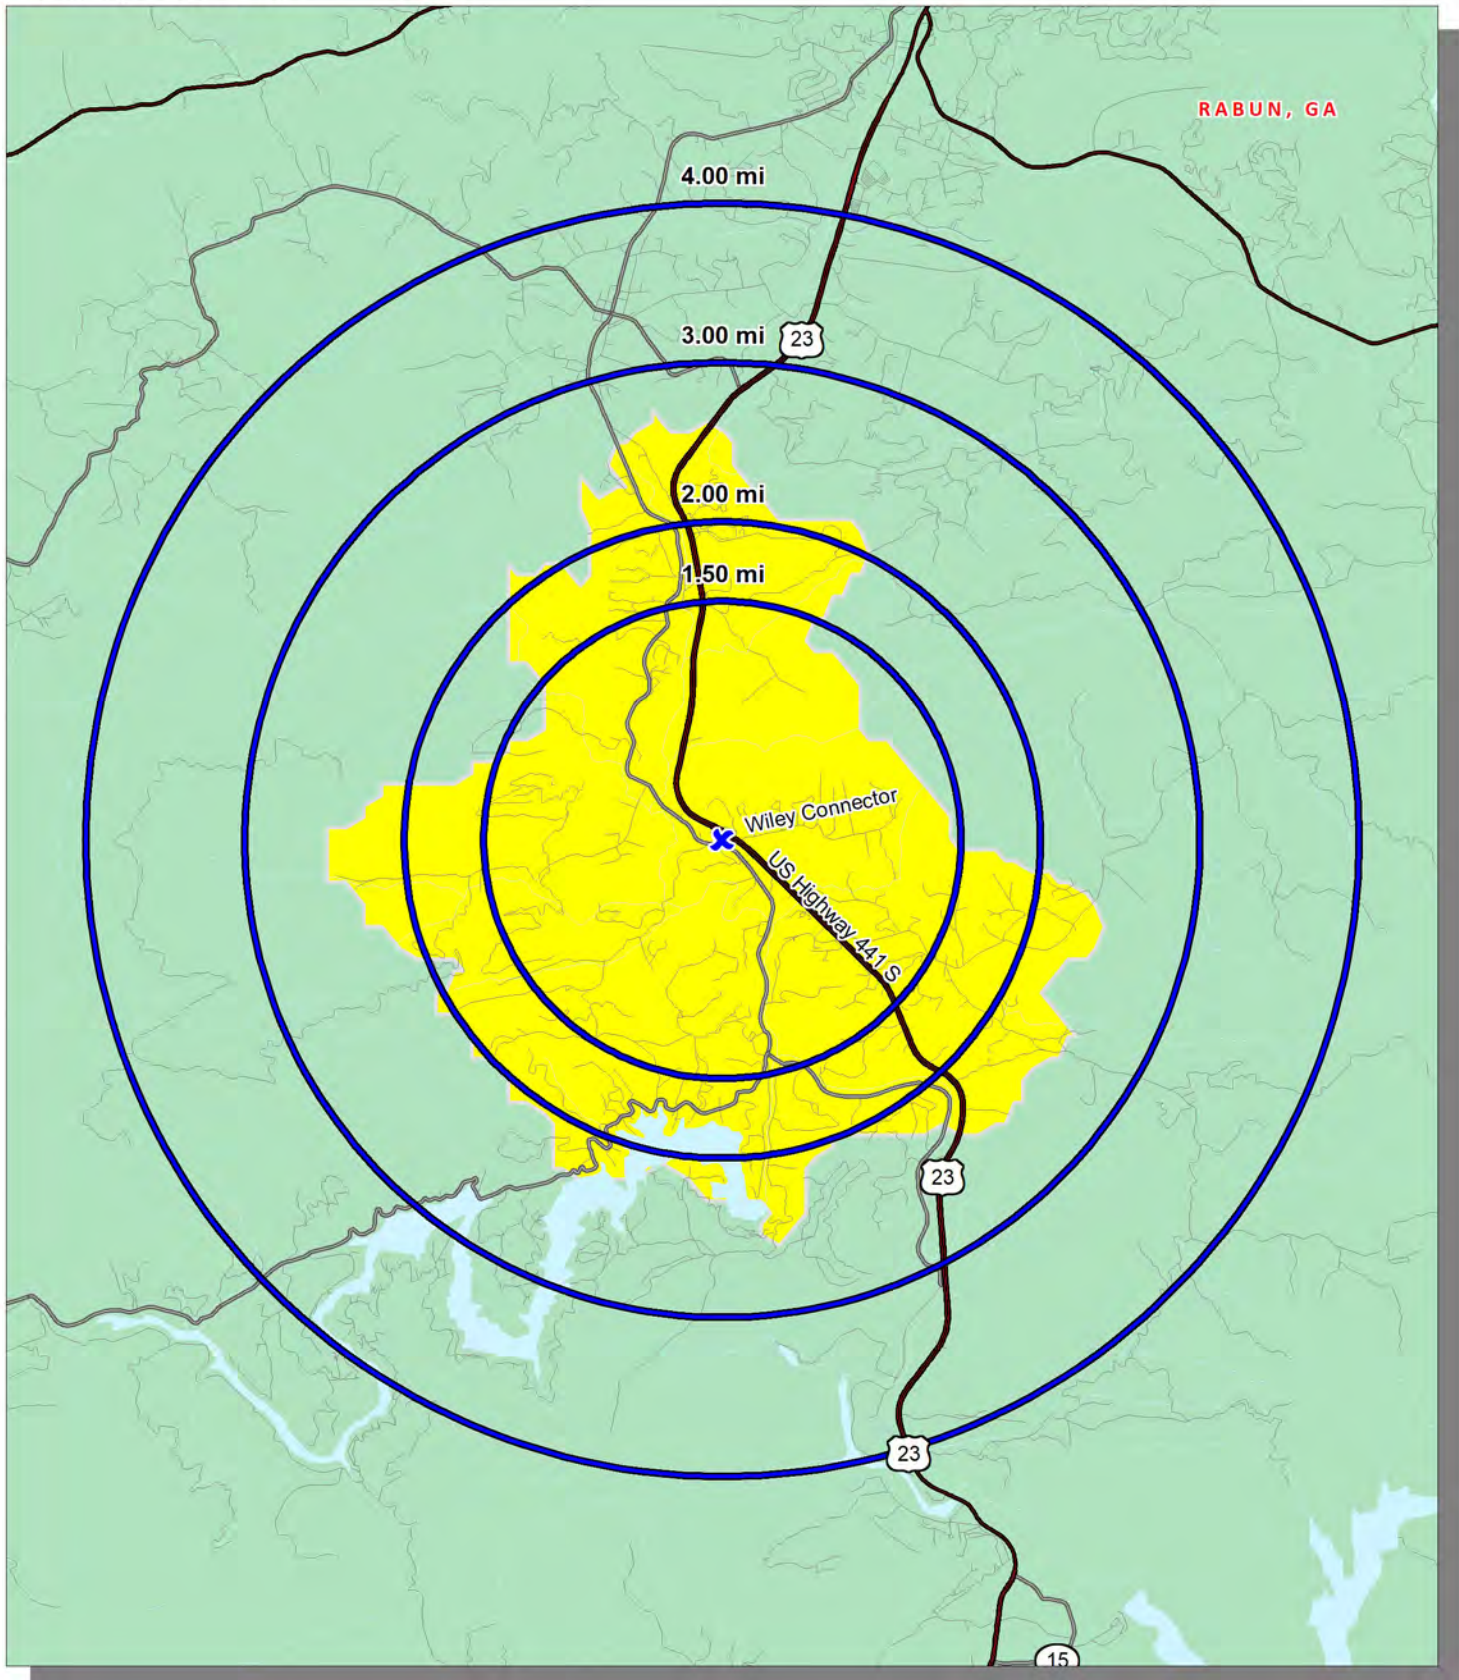 RABUN, GA
4.00 mi
3.00 mi
23
2.00 mi
1.50 mi
Wiley Connector
US Highway 441 S
23
23
15